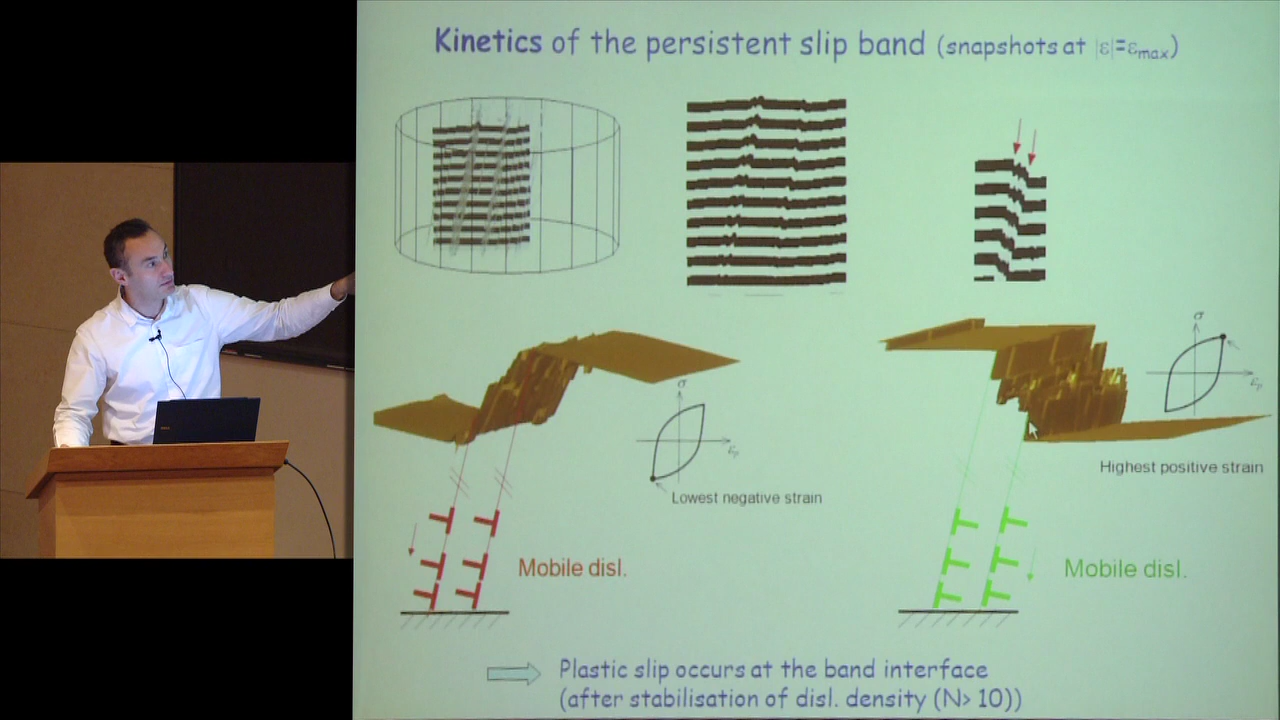 Kinetics of the persistent slip band (snapshots at |ε|=εmax)
σ
εp
Lowest negative strain
σ
εp
Highest positive strain
Mobile disl.
Mobile disl.
Plastic slip occurs at the band interface
(after stabilisation of disl. density (N> 10))